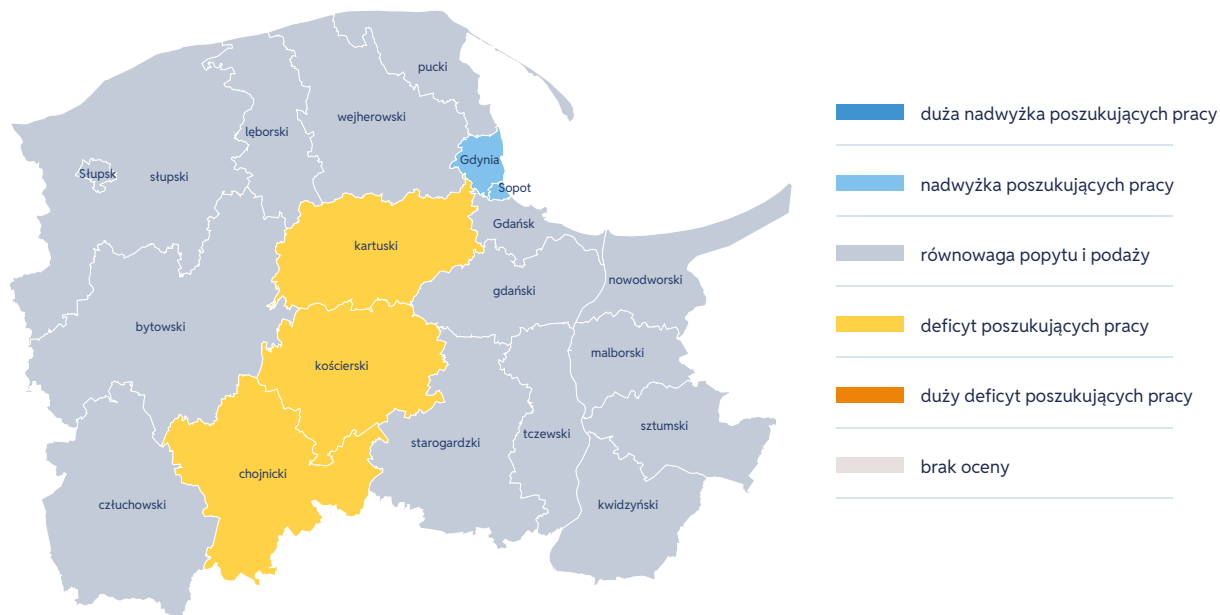 pucki
wejherowski
lęborski
Gdynia
Słupsk
słupski
Sopot
Gdańsk
kartuski
nowodworski
gdański
bytowski
malborski
kościerski
sztumski
tczewski
starogardzki
chojnicki
człuchowski
kwidzyński
duża nadwyżka poszukujących pracy
nadwyżka poszukujących pracy
równowaga popytu i podaży
deficyt poszukujących pracy
duży deficyt poszukujących pracy
brak oceny